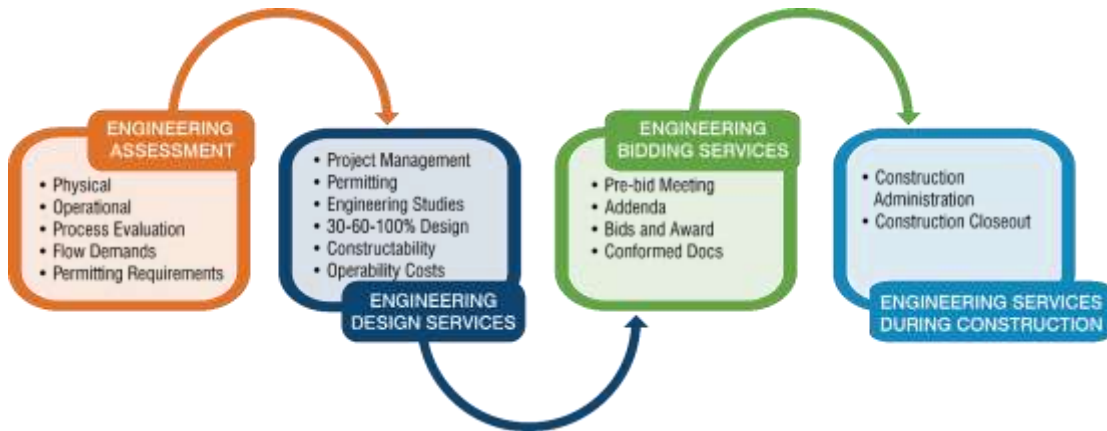 ENGINEERING
ASSESSMENT
• Physical
• Operational
• Process Evaluation
• Flow Demands
• Permitting Requirements
• Project Management
• Permitting
• Engineering Studies
• 30-60-100% Design
• Constructability
• Operability Costs
ENGINEERING
DESIGN SERVICES
ENGINEERING
BIDDING SERVICES
• Pre-bid Meeting
• Addenda
• Bids and Award
• Conformed Docs
• Construction
Administration
• Construction Closeout
ENGINEERING SERVICES
DURING CONSTRUCTION